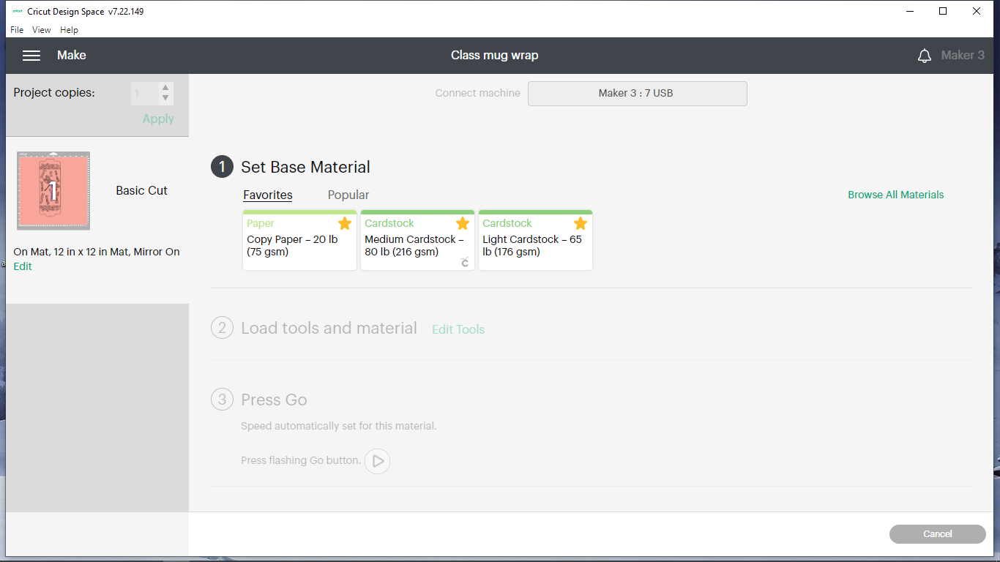 Cricut Design Space v7.22.149
File View Help
Make
Class mug wrap
Maker 3
Project copies:
1
Apply
Connect machine
Maker 3 : 7 USB
1
Basic Cut
On Mat, 12 in x 12 in Mat, Mirror On
Edit
1 Set Base Material
Favorites
Popular
Browse All Materials
Paper
Copy Paper – 20 lb
(75 gsm)
Cardstock
Medium Cardstock –
80 lb (216 gsm)
Cardstock
Light Cardstock – 65
lb (176 gsm)
2 Load tools and material
Edit Tools
3 Press Go
Speed automatically set for this material.
Press flashing Go button.
Cancel